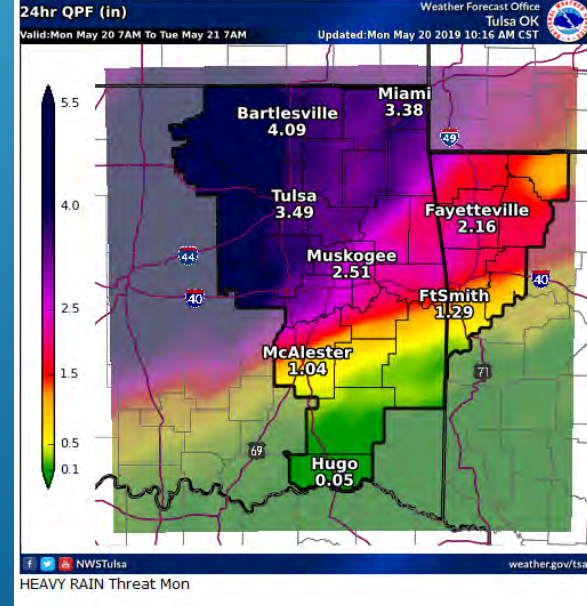 24hr QPF (in)
Weather Forecast Office
Tulsa OK
Valid:Mon May 20 7AM To Tue May 21 7AM
Updated:Mon May 20 2019 10:16 AM CST
5.5
4.0
2.5
1.5
0.5
0.1
Miami
3.38
Bartlesville
4.09
49
Tulsa
3.49
Fayetteville
2.16
44
Muskogee
2.51
40
40
FtSmith
1.29
McAlester
1.04
71
69
Hugo
0.05
NWSTulsa
weather.gov/tsa
HEAVY RAIN Threat Mon